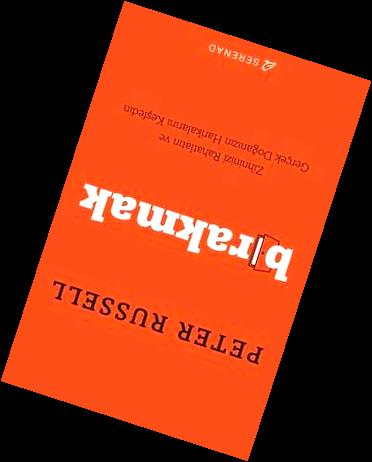 PETER RUSSELL
bırakmak
Zihninizi Rahatlatın ve
Gerçek Doğanızın Harikalarını Keşfedin
SERENAD